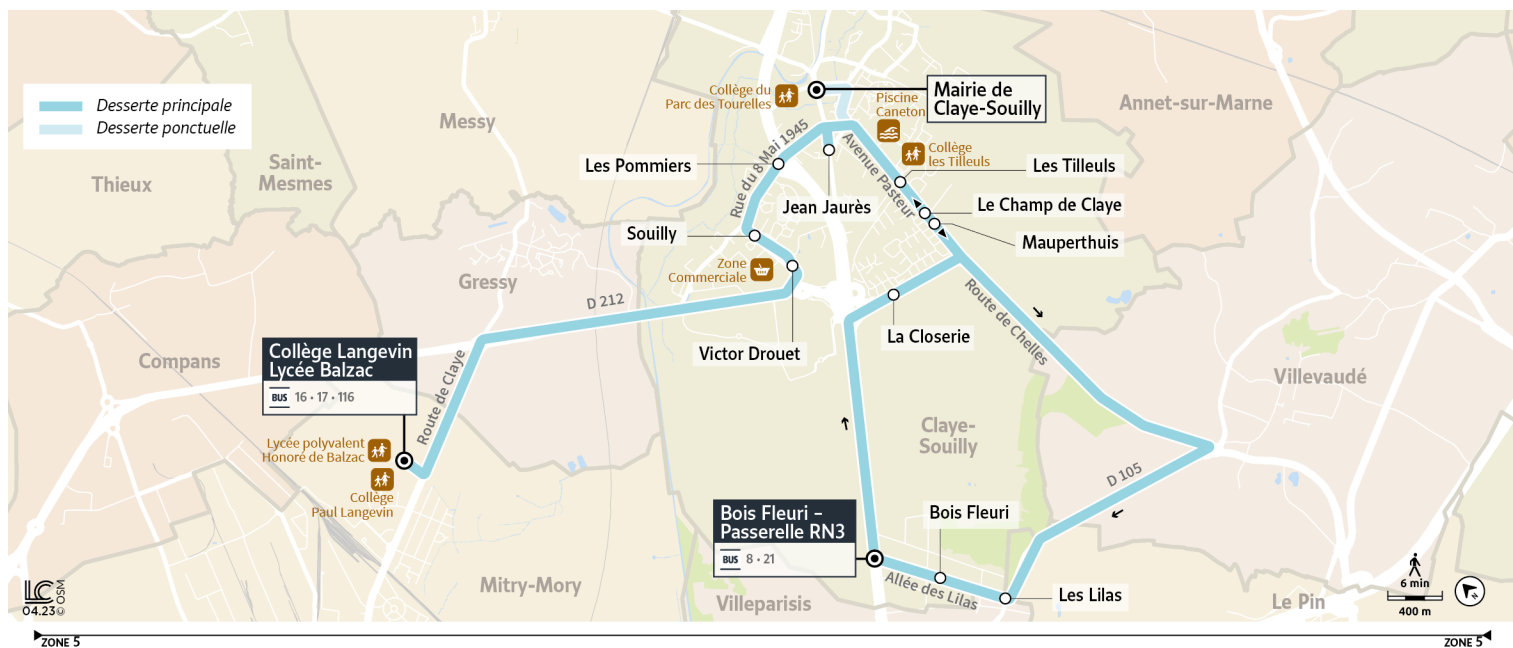 Desserte principale
Desserte ponctuelle
Thieux
Saint-
Mesmes
Messy
Annet-sur-Marne
Collège du
Parc des Tourelles
Mairie de
Claye-Souilly
Piscine
Caneton
Collège
les Tilleuls
Rue du 8 Mai 1945
Avenue Pasteur
Les Pommiers
Les Tilleuls
Jean Jaurès
Le Champ de Claye
Souilly
Mauperthuis
Zone
Commerciale
Gressy
D 212
Route de Chelles
La Closerie
Victor Drouet
Collège Langevin
Lycée Balzac
BUS 16 • 17 • 116
Compans
Route de Claye
Villevaudé
Claye-
Souilly
Lycée polyvalent
Honoré de Balzac
Collège
Paul Langevin
D 105
Bois Fleuri –
Passerelle RN3
BUS 8 • 21
Bois Fleuri
Allée des Lilas
Les Lilas
Mitry-Mory
Villeparisis
Le Pin
6 min
400 m
N
LC
04.23 © OSM
ZONE 5
ZONE 5